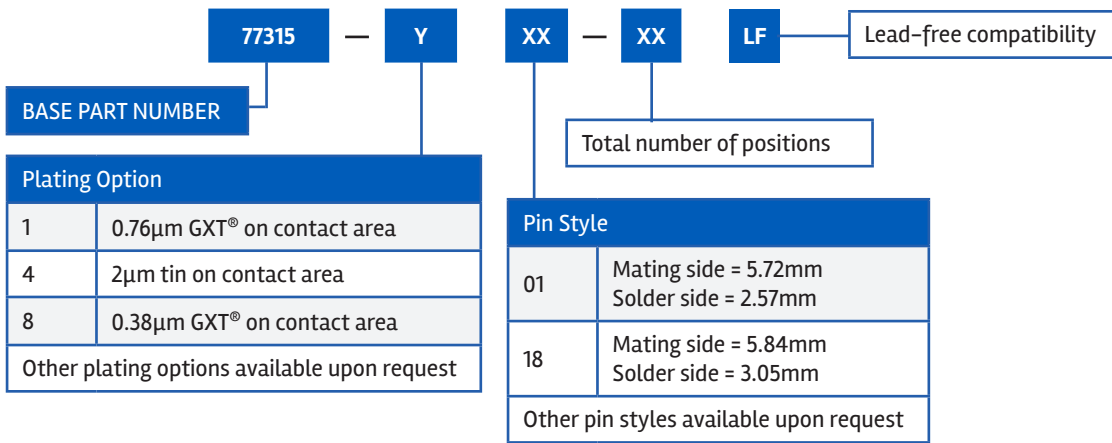 77315 — Y XX — XX LF Lead-free compatibility
BASE PART NUMBER
Total number of positions
Plating Option
1 0.76µm GXT® on contact area
4 2µm tin on contact area
8 0.38µm GXT® on contact area
Other plating options available upon request
Pin Style
01 Mating side = 5.72mm
Solder side = 2.57mm
18 Mating side = 5.84mm
Solder side = 3.05mm
Other pin styles available upon request